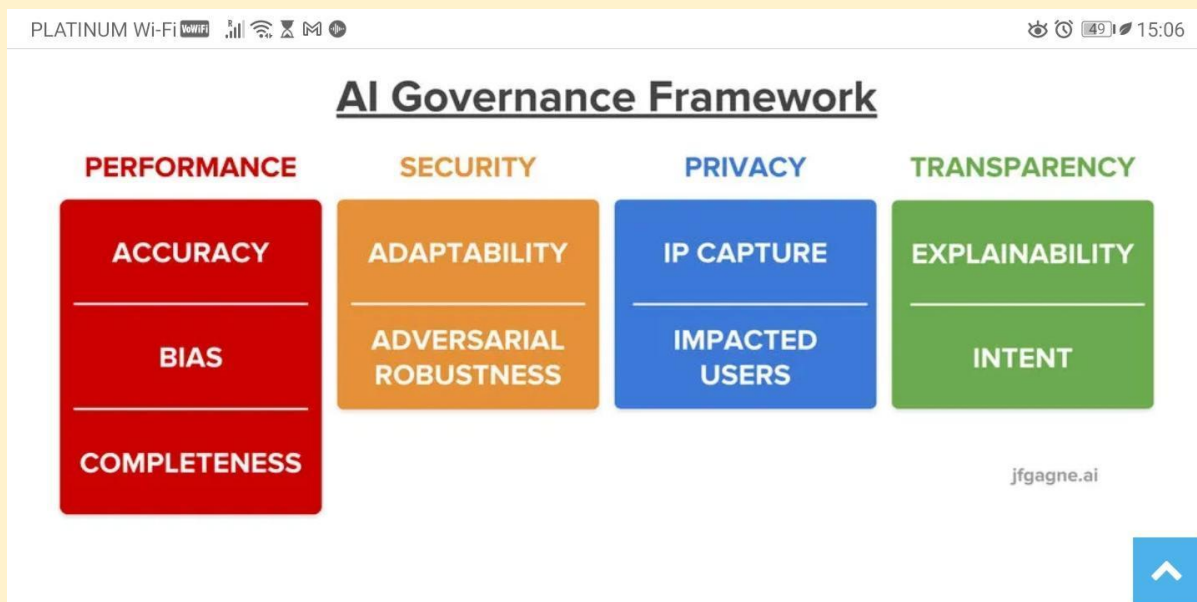 PLATINUM Wi-Fi VoWiFi R 49 15:06
AI Governance Framework
PERFORMANCE
ACCURACY
BIAS
COMPLETENESS
SECURITY
ADAPTABILITY
ADVERSARIAL
ROBUSTNESS
PRIVACY
IP CAPTURE
IMPACTED
USERS
TRANSPARENCY
EXPLAINABILITY
INTENT
jfgagne.ai